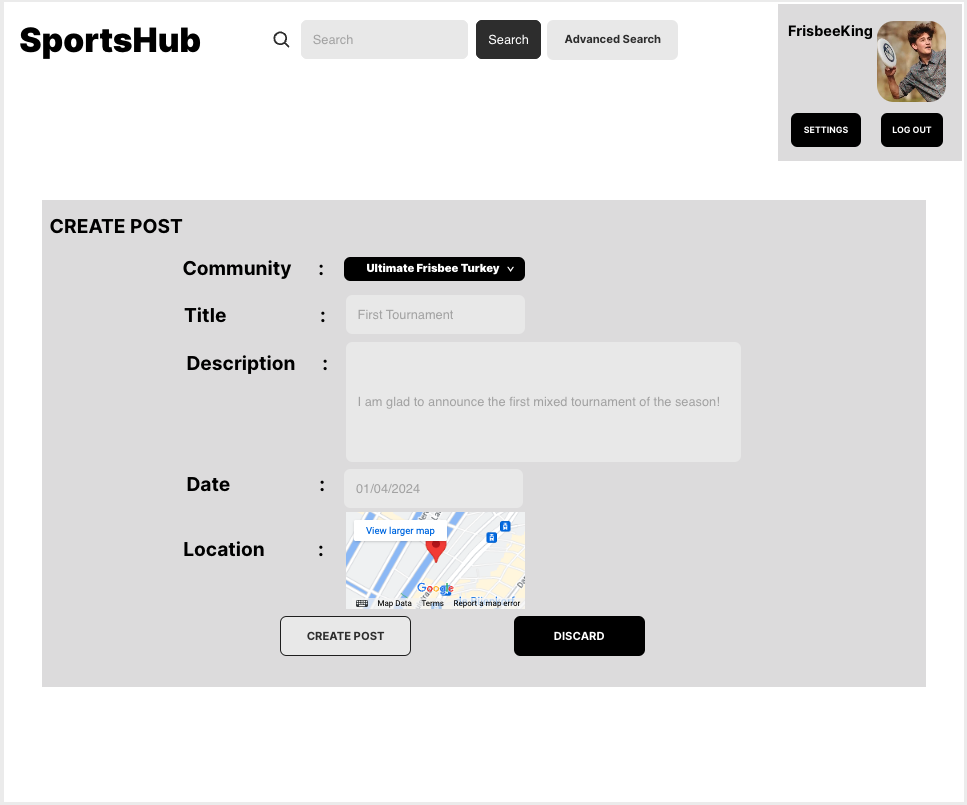 SportsHub
Search
Search
Advanced Search
FrisbeeKing
SETTINGS
LOG OUT
CREATE POST
Community :
Ultimate Frisbee Turkey
Title :
First Tournament
Description :
I am glad to announce the first mixed tournament of the season!
Date :
01/04/2024
Location :
View larger map
Google
Map Data Terms Report a map error
CREATE POST
DISCARD